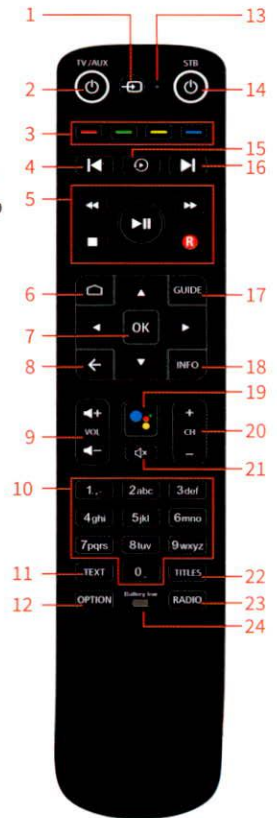 1
13
TV/AUX
STB
2
14
3
15
4
16
5
R
6
GUIDE
17
7
OK
8
INFO
18
19
9
VOL
CH
20
21
10
1.,-
2abc
3def
4ghi
5jkl
6mno
7pqrs
8tuv
9wxyz
11
TEXT
0_
TITLES
22
12
OPTION
Battery low
RADIO
23
24